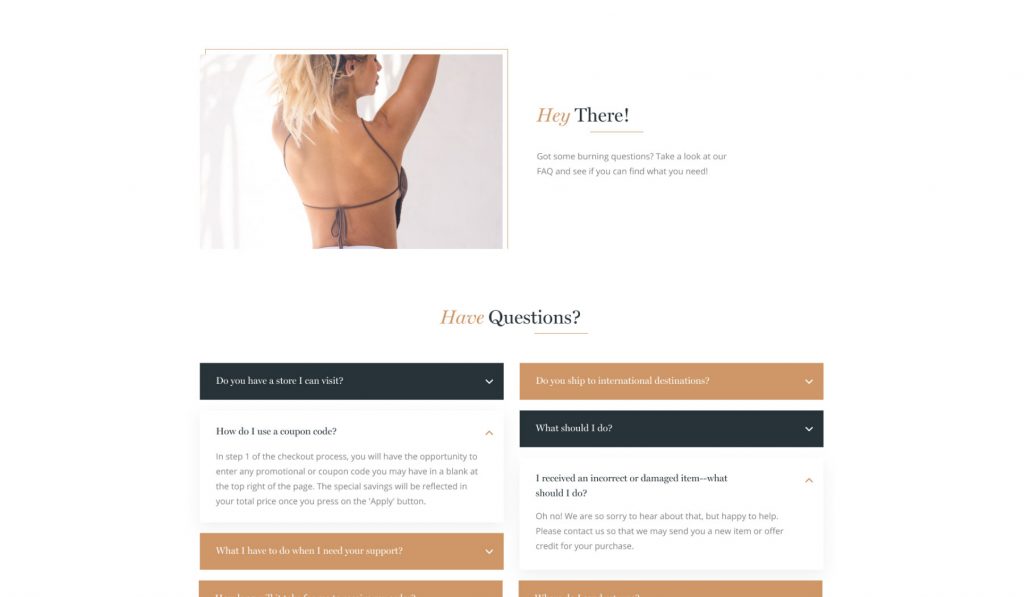 Hey There!
Got some burning questions? Take a look at our
FAQ and see if you can find what you need!
Have Questions?
Do you have a store I can visit?
How do I use a coupon code?
In step 1 of the checkout process, you will have the opportunity to
enter any promotional or coupon code you may have in a blank at
the top right of the page. The special savings will be reflected in
your total price once you press on the 'Apply' button.
What I have to do when I need your support?
Do you ship to international destinations?
What should I do?
I received an incorrect or damaged item--what
should I do?
Oh no! We are so sorry to hear about that, but happy to help.
Please contact us so that we may send you a new item or offer
credit for your purchase.